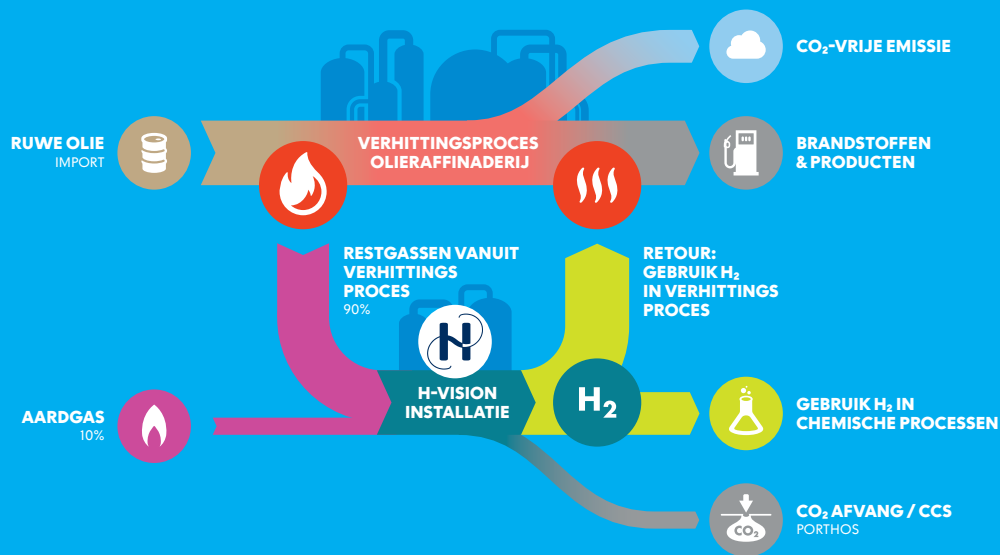 CO₂-VRIJE EMISSIE
RUWE OLIE
IMPORT
VERHITTINGSPROCES
OLIERAFFINADERIJ
BRANDSTOFFEN
& PRODUCTEN
RESTGASSEN VANUIT
VERHITTINGS
PROCES
90%
RETOUR:
GEBRUIK H₂
IN VERHITTINGS
PROCES
H
H-VISION
INSTALLATIE
H₂
AARDGAS
10%
GEBRUIK H₂ IN
CHEMISCHE PROCESSEN
CO₂
CO₂ AFVANG / CCS
PORTHOS